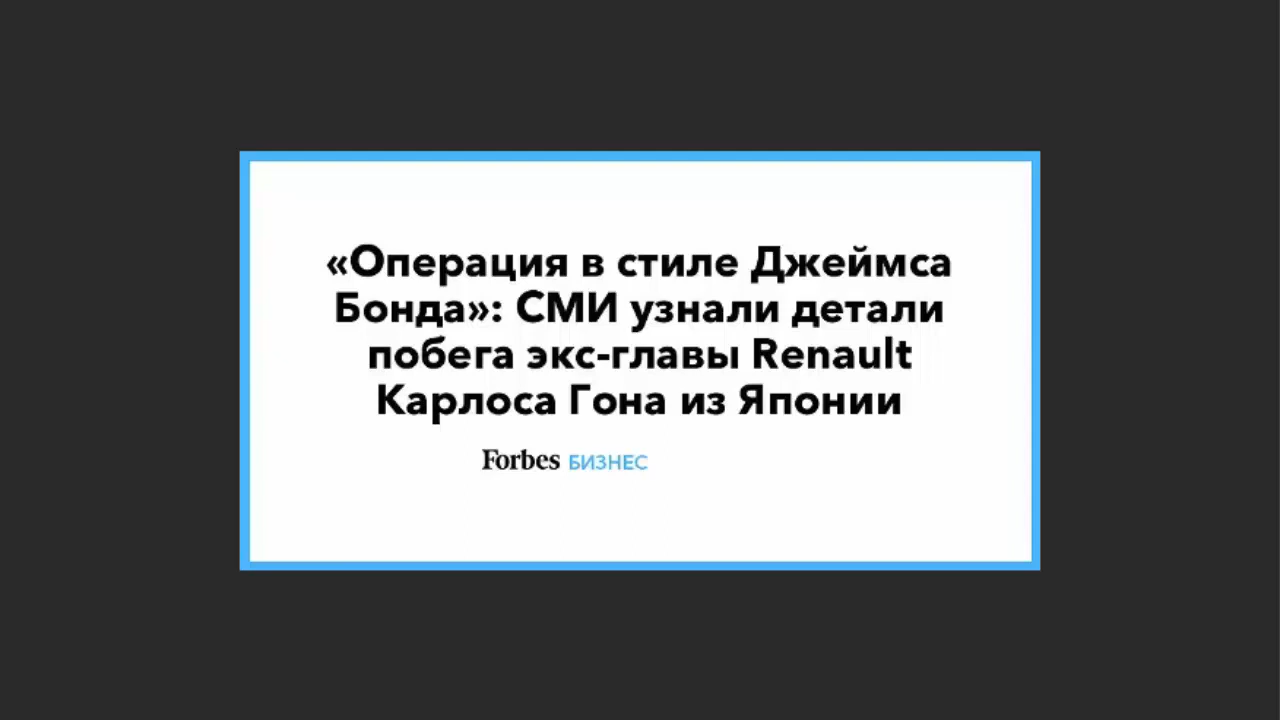 «Операция в стиле Джеймса
Бонда»: СМИ узнали детали
побега экс-главы Renault
Карлоса Гона из Японии
Forbes БИЗНЕС